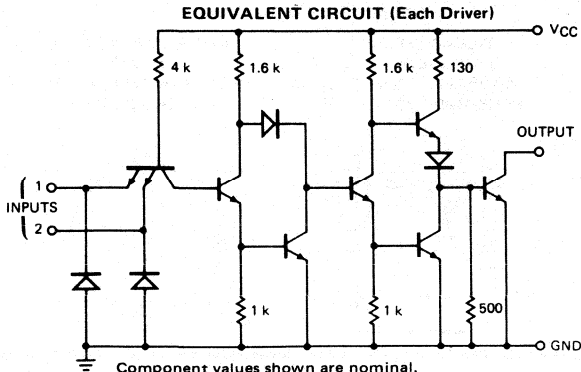 EQUIVALENT CIRCUIT (Each Driver)
VCC
4 k
1.6 k
1.6 k
130
OUTPUT
1
INPUTS
2
1 k
1 k
500
GND
Component values shown are nominal.